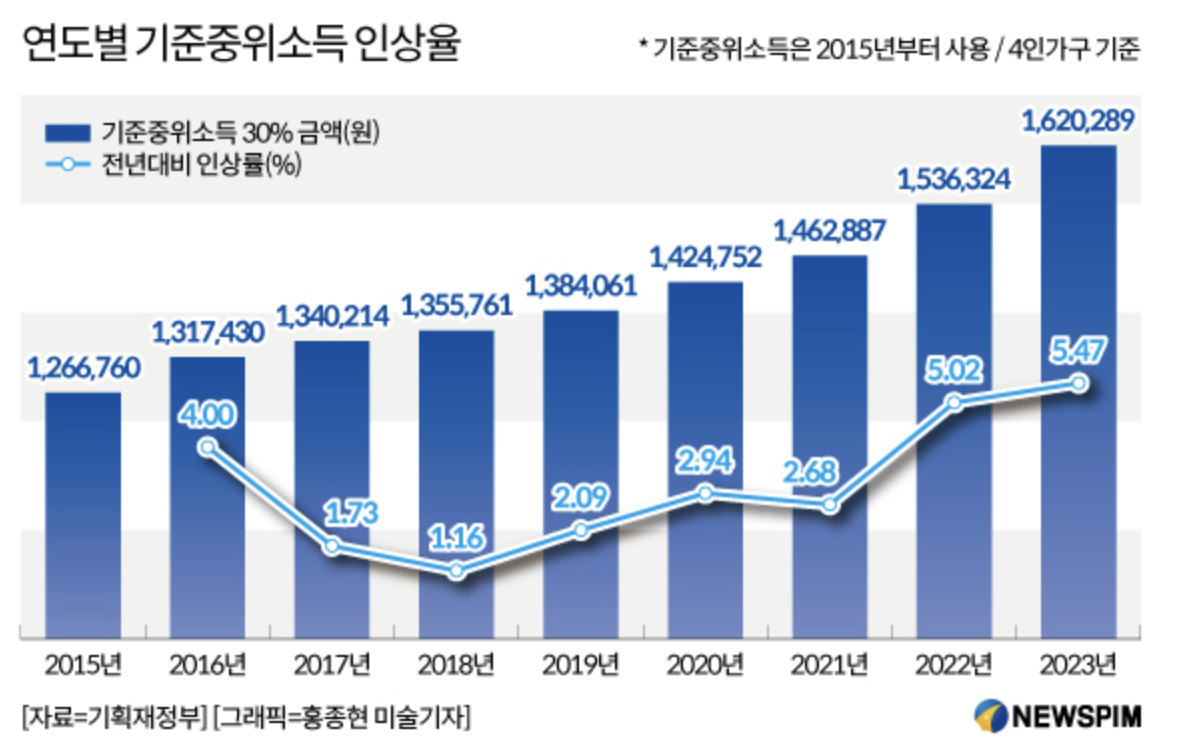 연도별 기준중위소득 인상율
* 기준중위소득은 2015년부터 사용 / 4인가구 기준
기준중위소득 30% 금액(원)
전년대비 인상률(%)
1,266,760
1,317,430
1,340,214
1,355,761
1,384,061
1,424,752
1,462,887
1,536,324
1,620,289
4.00
1.73
1.16
2.09
2.94
2.68
5.02
5.47
2015년 2016년 2017년 2018년 2019년 2020년 2021년 2022년 2023년
[자료=기획재정부] [그래픽=홍종현 미술기자]
NEWSPIM